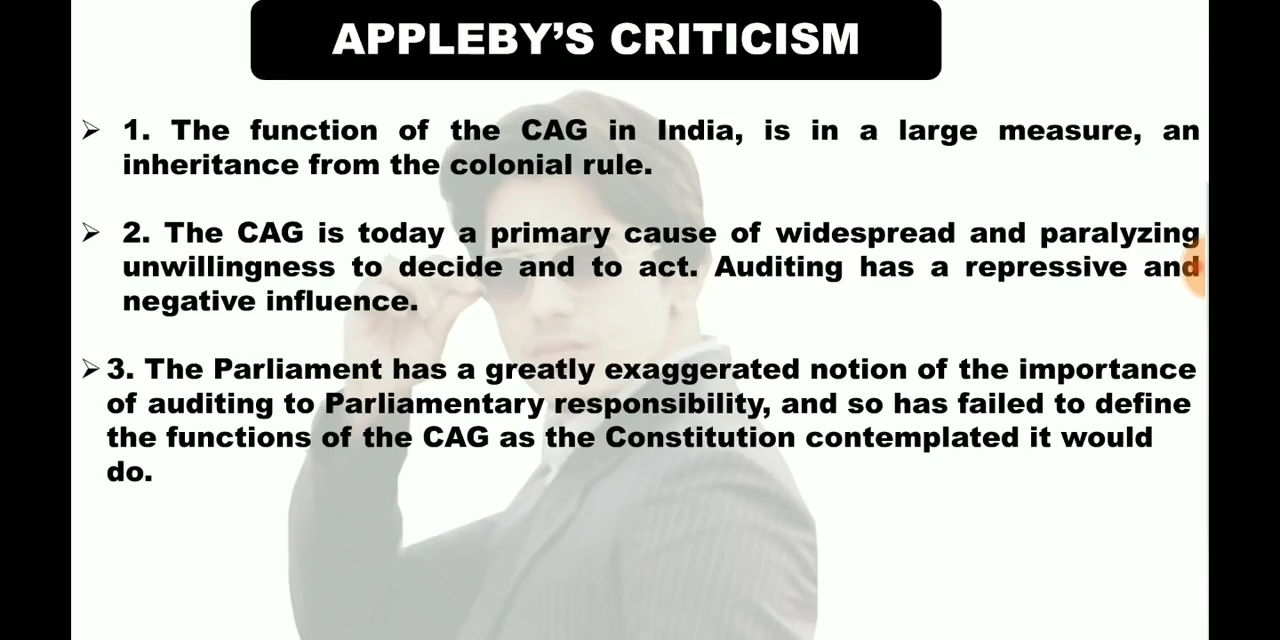 APPLEBY’S CRITICISM
➢ 1. The function of the CAG in India, is in a large measure, an
inheritance from the colonial rule.
➢ 2. The CAG is today a primary cause of widespread and paralyzing
unwillingness to decide and to act. Auditing has a repressive and
negative influence.
➢ 3. The Parliament has a greatly exaggerated notion of the importance
of auditing to Parliamentary responsibility, and so has failed to define
the functions of the CAG as the Constitution contemplated it would
do.